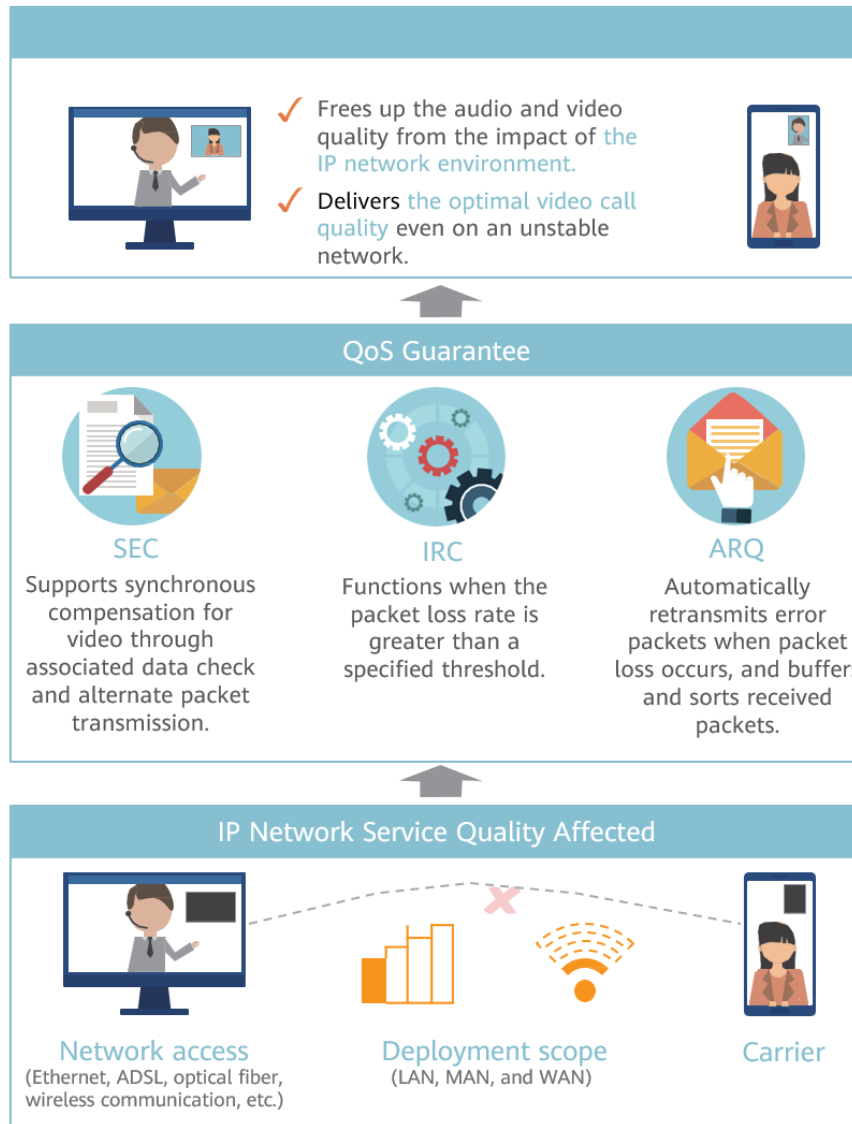 ✓ Frees up the audio and video
quality from the impact of the
IP network environment.
✓ Delivers the optimal video call
quality even on an unstable
network.
QoS Guarantee
SEC
Supports synchronous
compensation for
video through
associated data check
and alternate packet
transmission.
IRC
Functions when the
packet loss rate is
greater than a
specified threshold.
ARQ
Automatically
retransmits error
packets when packet
loss occurs, and buffers
and sorts received
packets.
IP Network Service Quality Affected
Network access
(Ethernet, ADSL, optical fiber,
wireless communication, etc.)
Deployment scope
(LAN, MAN, and WAN)
Carrier